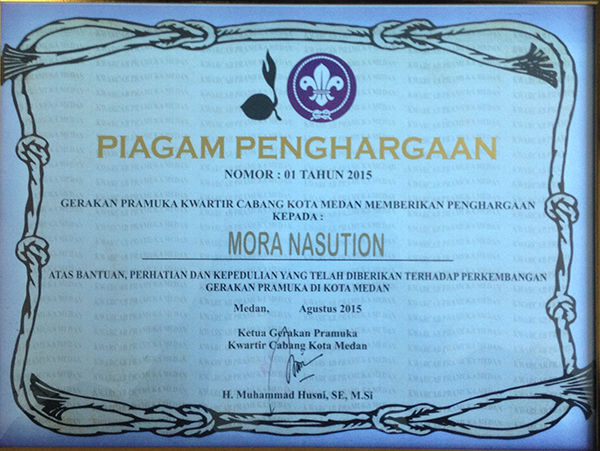 PIAGAM PENGHARGAAN
NOMOR : 01 TAHUN 2015
GERAKAN PRAMUKA KWARTIR CABANG KOTA MEDAN MEMBERIKAN PENGHARGAAN
KEPADA :
MORA NASUTION
ATAS BANTUAN, PERHATIAN DAN KEPEDULIAN YANG TELAH DIBERIKAN TERHADAP PERKEMBANGAN
GERAKAN PRAMUKA DI KOTA MEDAN
Medan, Agustus 2015
Ketua Gerakan Pramuka
Kwartir Cabang Kota Medan
H. Muhammad Husni, SE, M.Si